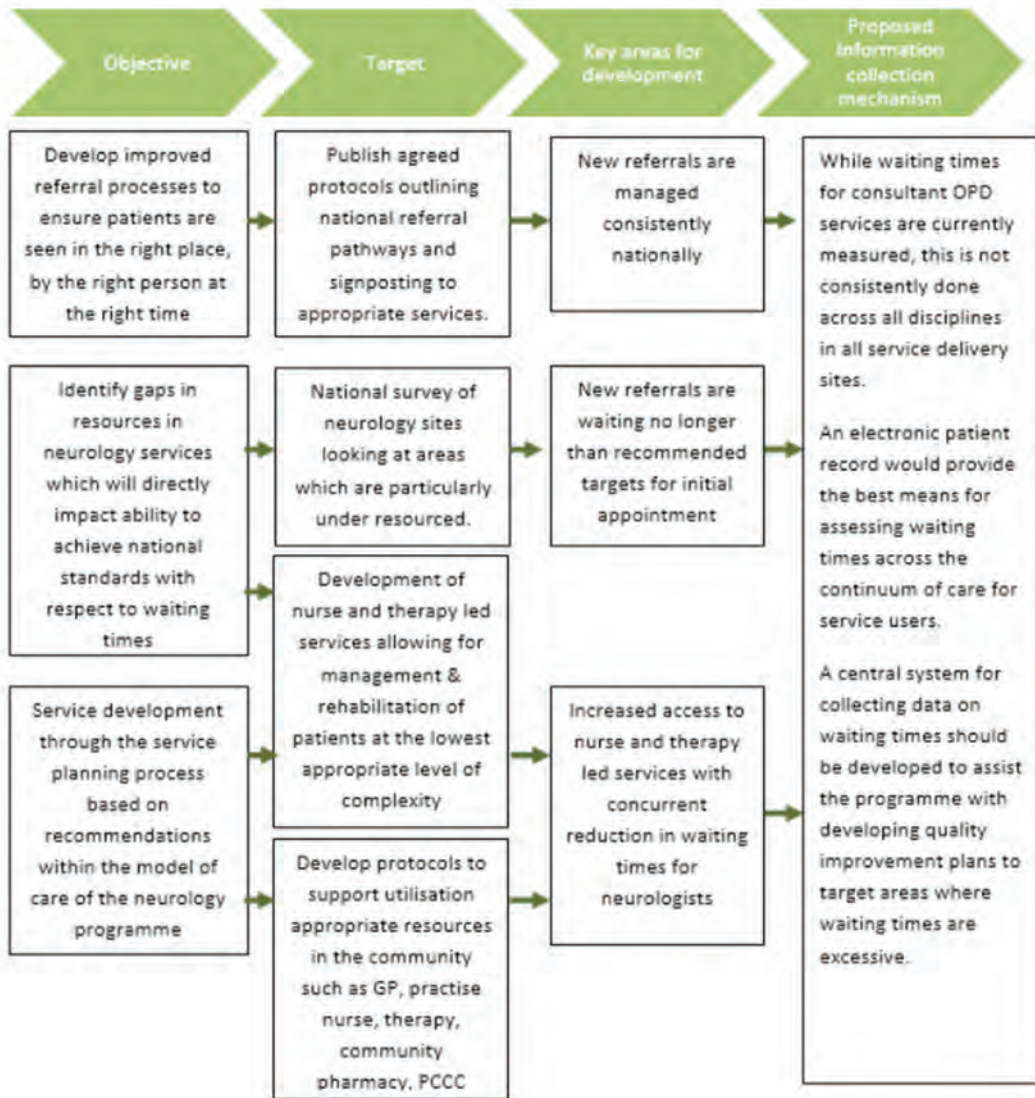 Objective
Target
Key areas for
development
Proposed
Information
collection
mechanism
Develop improved
referral processes to
ensure patients are
seen in the right place,
by the right person at
the right time
Publish agreed
protocols outlining
national referral
pathways and
signposting to
appropriate services.
New referrals are
managed
consistently
nationally
While waiting times
for consultant OPD
services are currently
measured, this is not
consistently done
across all disciplines
in all service delivery
sites.
An electronic patient
record would provide
the best means for
assessing waiting
times across the
continuum of care for
service users.
A central system for
collecting data on
waiting times should
be developed to assist
the programme with
developing quality
improvement plans to
target areas where
waiting times are
excessive.
Identify gaps in
resources in
neurology services
which will directly
impact ability to
achieve national
standards with
respect to waiting
times
National survey of
neurology sites
looking at areas
which are particularly
under resourced.
New referrals are
waiting no longer
than recommended
targets for initial
appointment
Development of
nurse and therapy led
services allowing for
management &
rehabilitation of
patients at the lowest
appropriate level of
complexity
Service development
through the service
planning process
based on
recommendations
within the model of
care of the neurology
programme
Increased access to
nurse and therapy
led services with
concurrent
reduction in waiting
times for
neurologists
Develop protocols to
support utilisation
appropriate resources
in the community
such as GP, practise
nurse, therapy,
community
pharmacy, PCCC